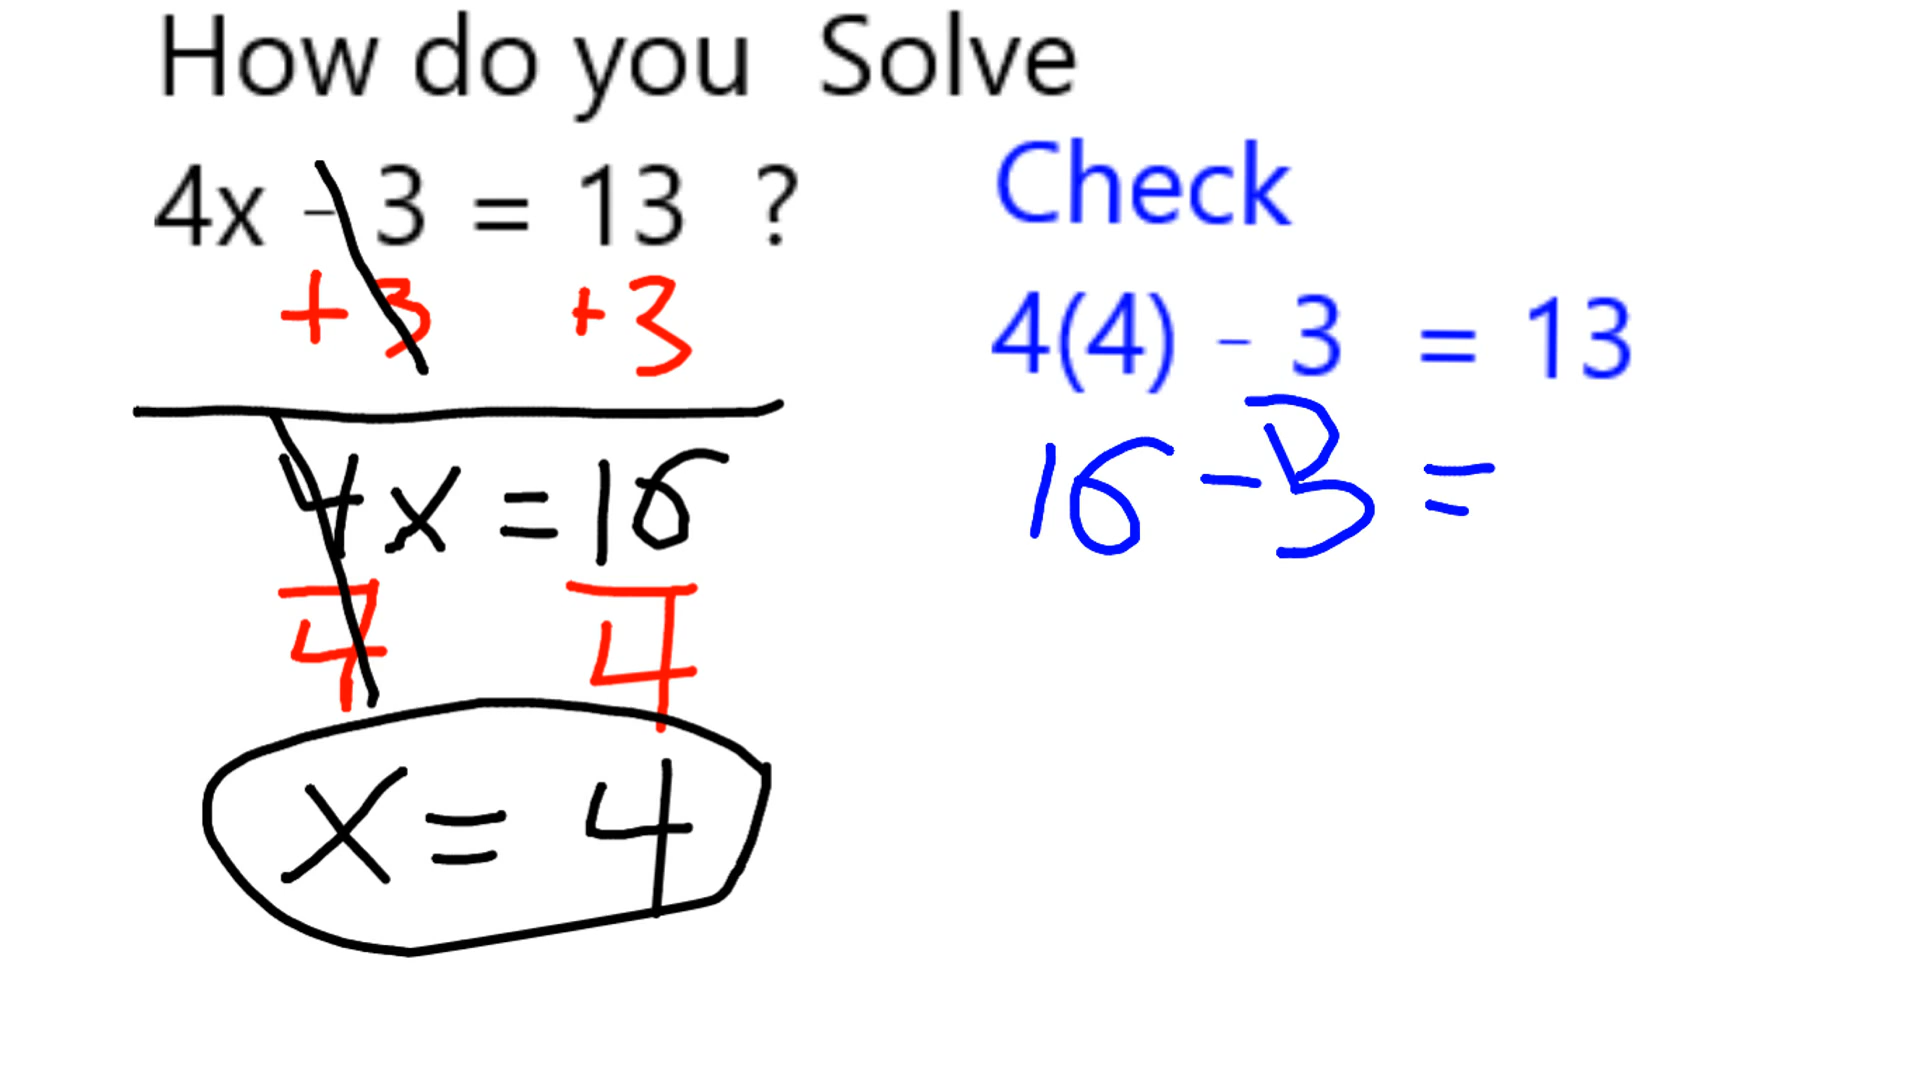 How do you Solve
4x - 3 = 13 ?
+3 +3
4x = 16
4 4
x = 4
Check
4(4) - 3 = 13
16 - 3 =